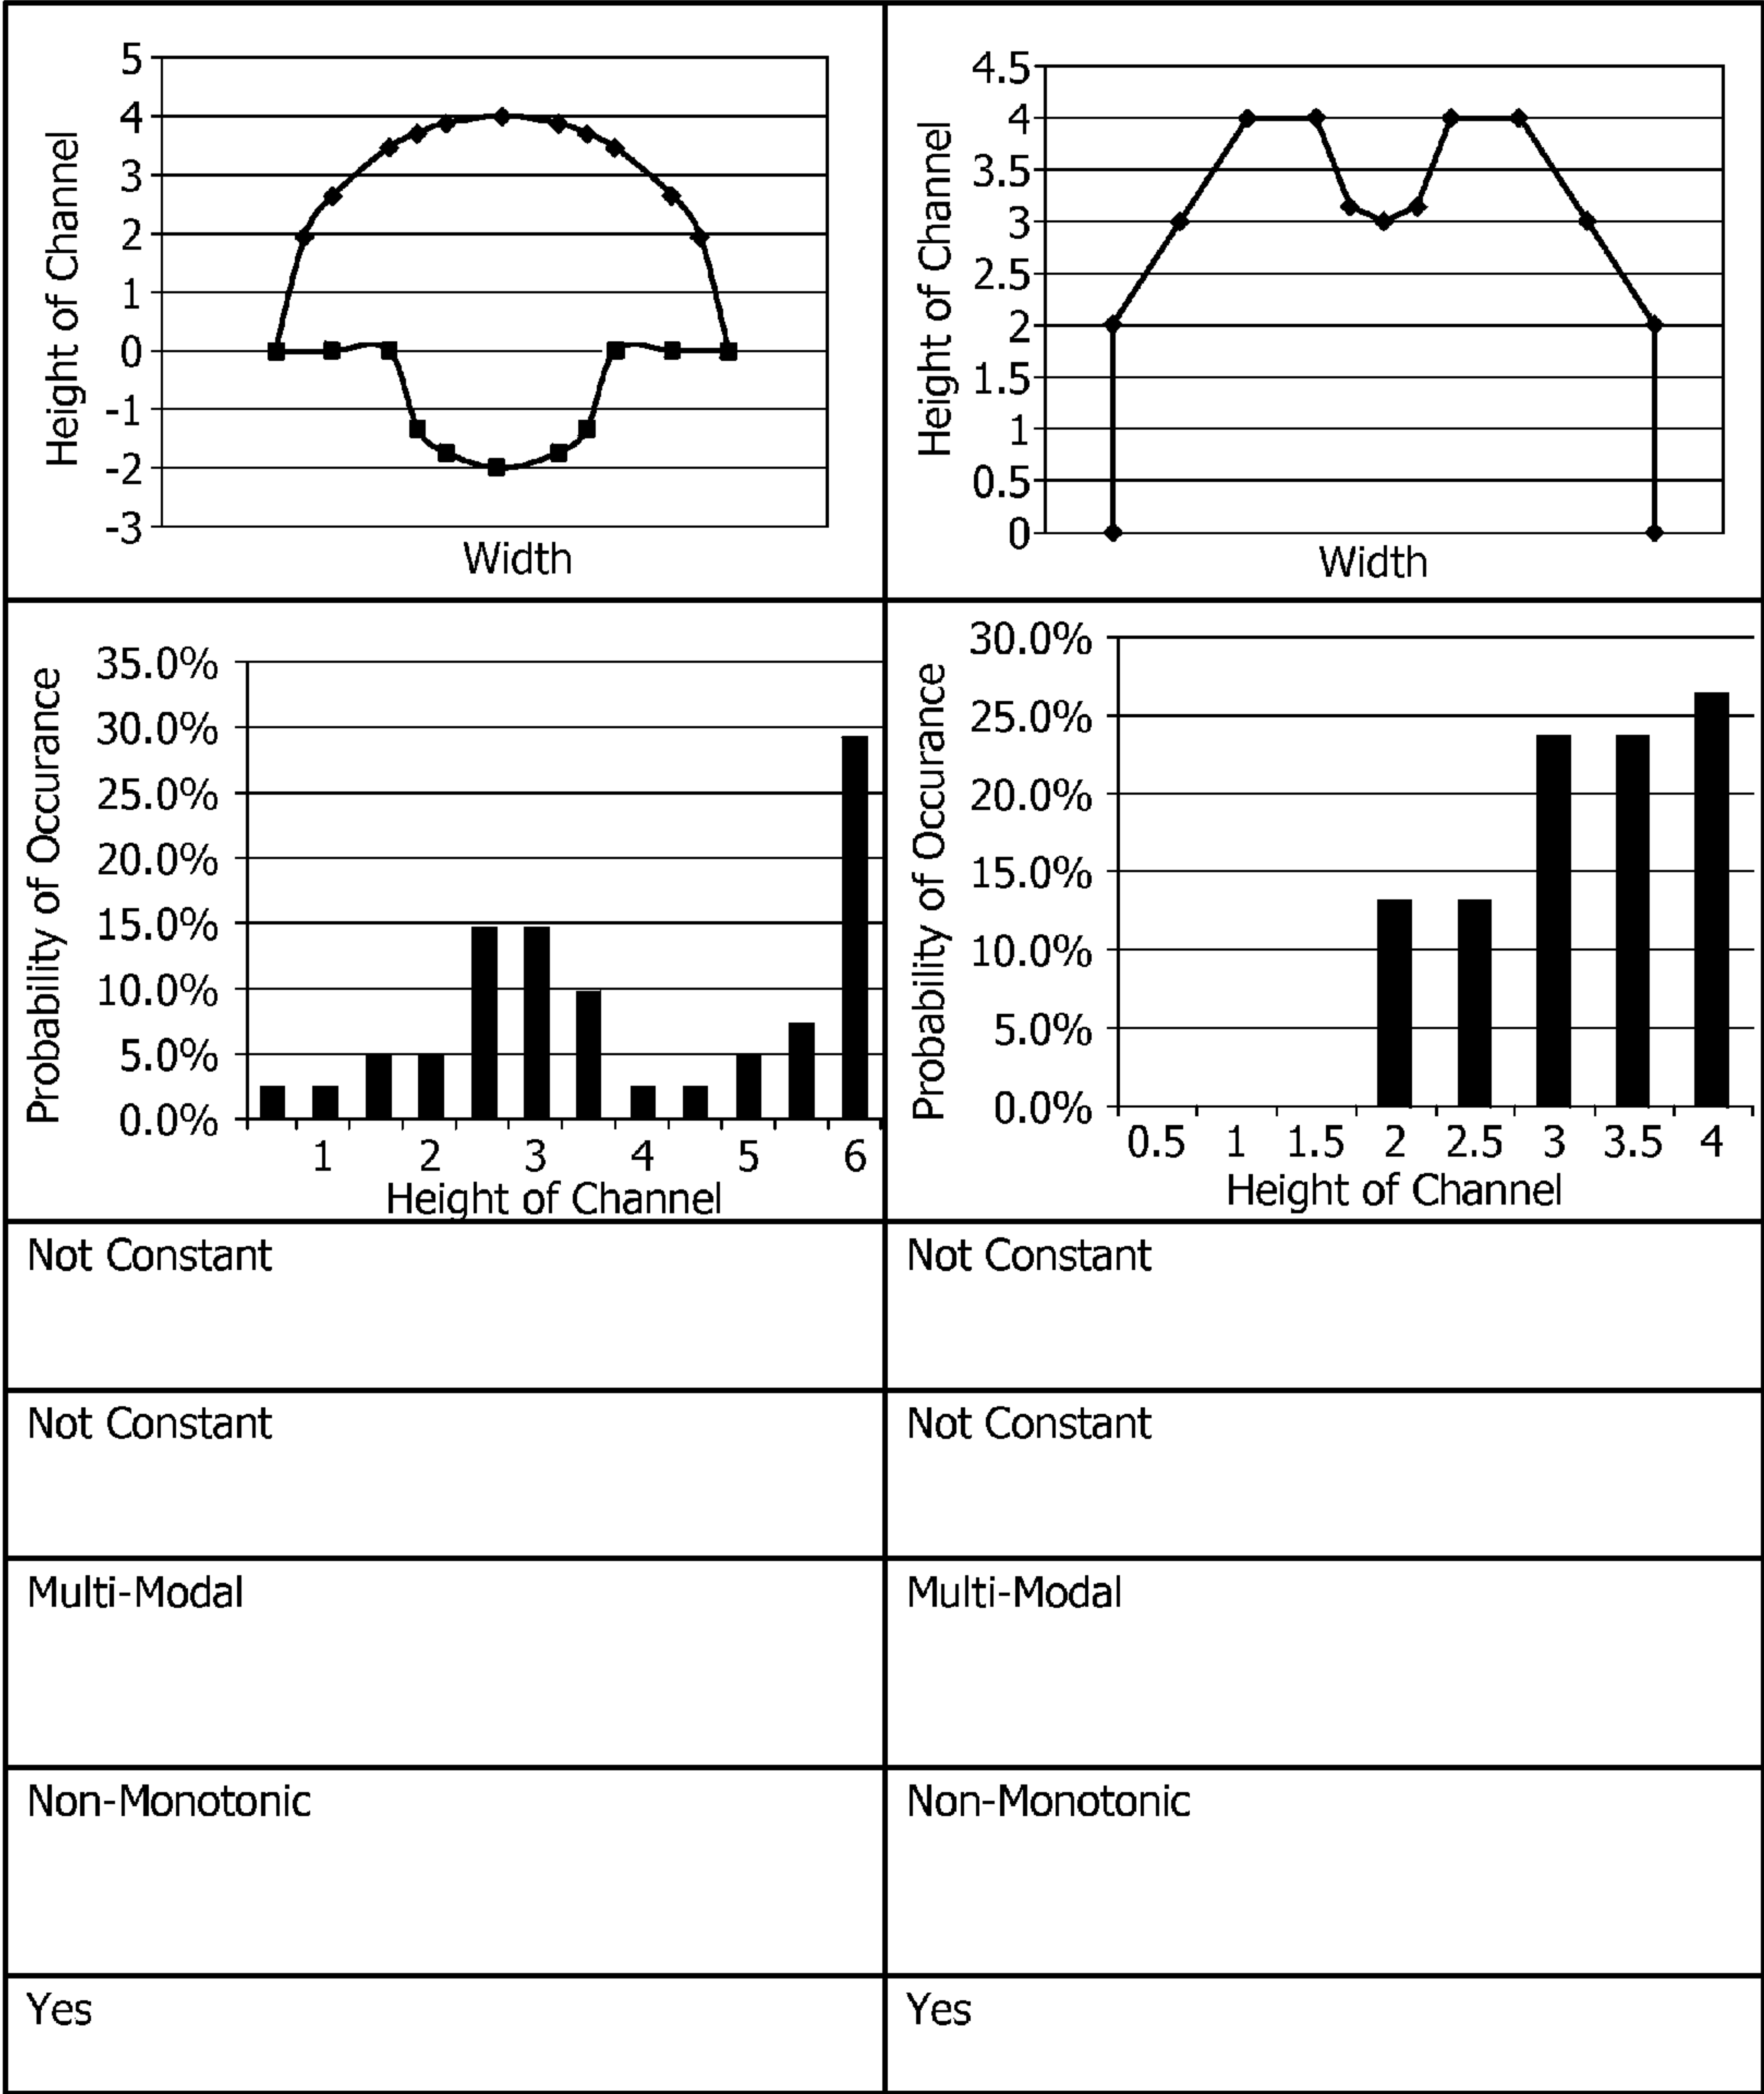 5
4
3
2
1
0
-1
-2
-3
Height of Channel
Width
4.5
4
3.5
3
2.5
2
1.5
1
0.5
0
Height of Channel
Width
35.0%
30.0%
25.0%
20.0%
15.0%
10.0%
5.0%
0.0%
Probability of Occurance
1 2 3 4 5 6
Height of Channel
30.0%
25.0%
20.0%
15.0%
10.0%
5.0%
0.0%
Probability of Occurance
0.5 1 1.5 2 2.5 3 3.5 4
Height of Channel
Not Constant
Not Constant
Not Constant
Not Constant
Multi-Modal
Multi-Modal
Non-Monotonic
Non-Monotonic
Yes
Yes